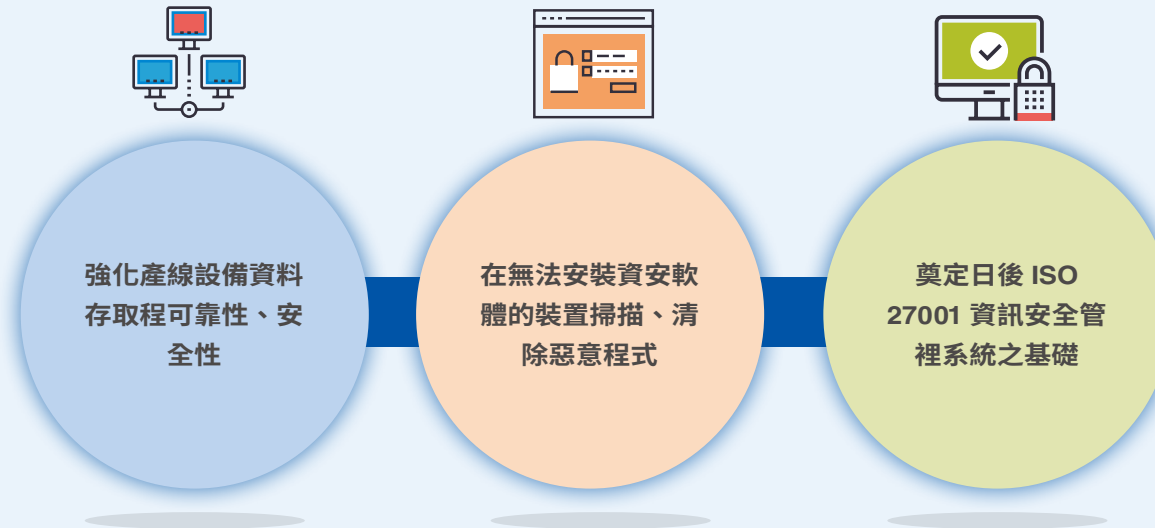 強化產線設備資料
存取程可靠性、安
全性
在無法安裝資安軟
體的裝置掃描、清
除惡意程式
奠定日後 ISO
27001 資訊安全管
裡系統之基礎